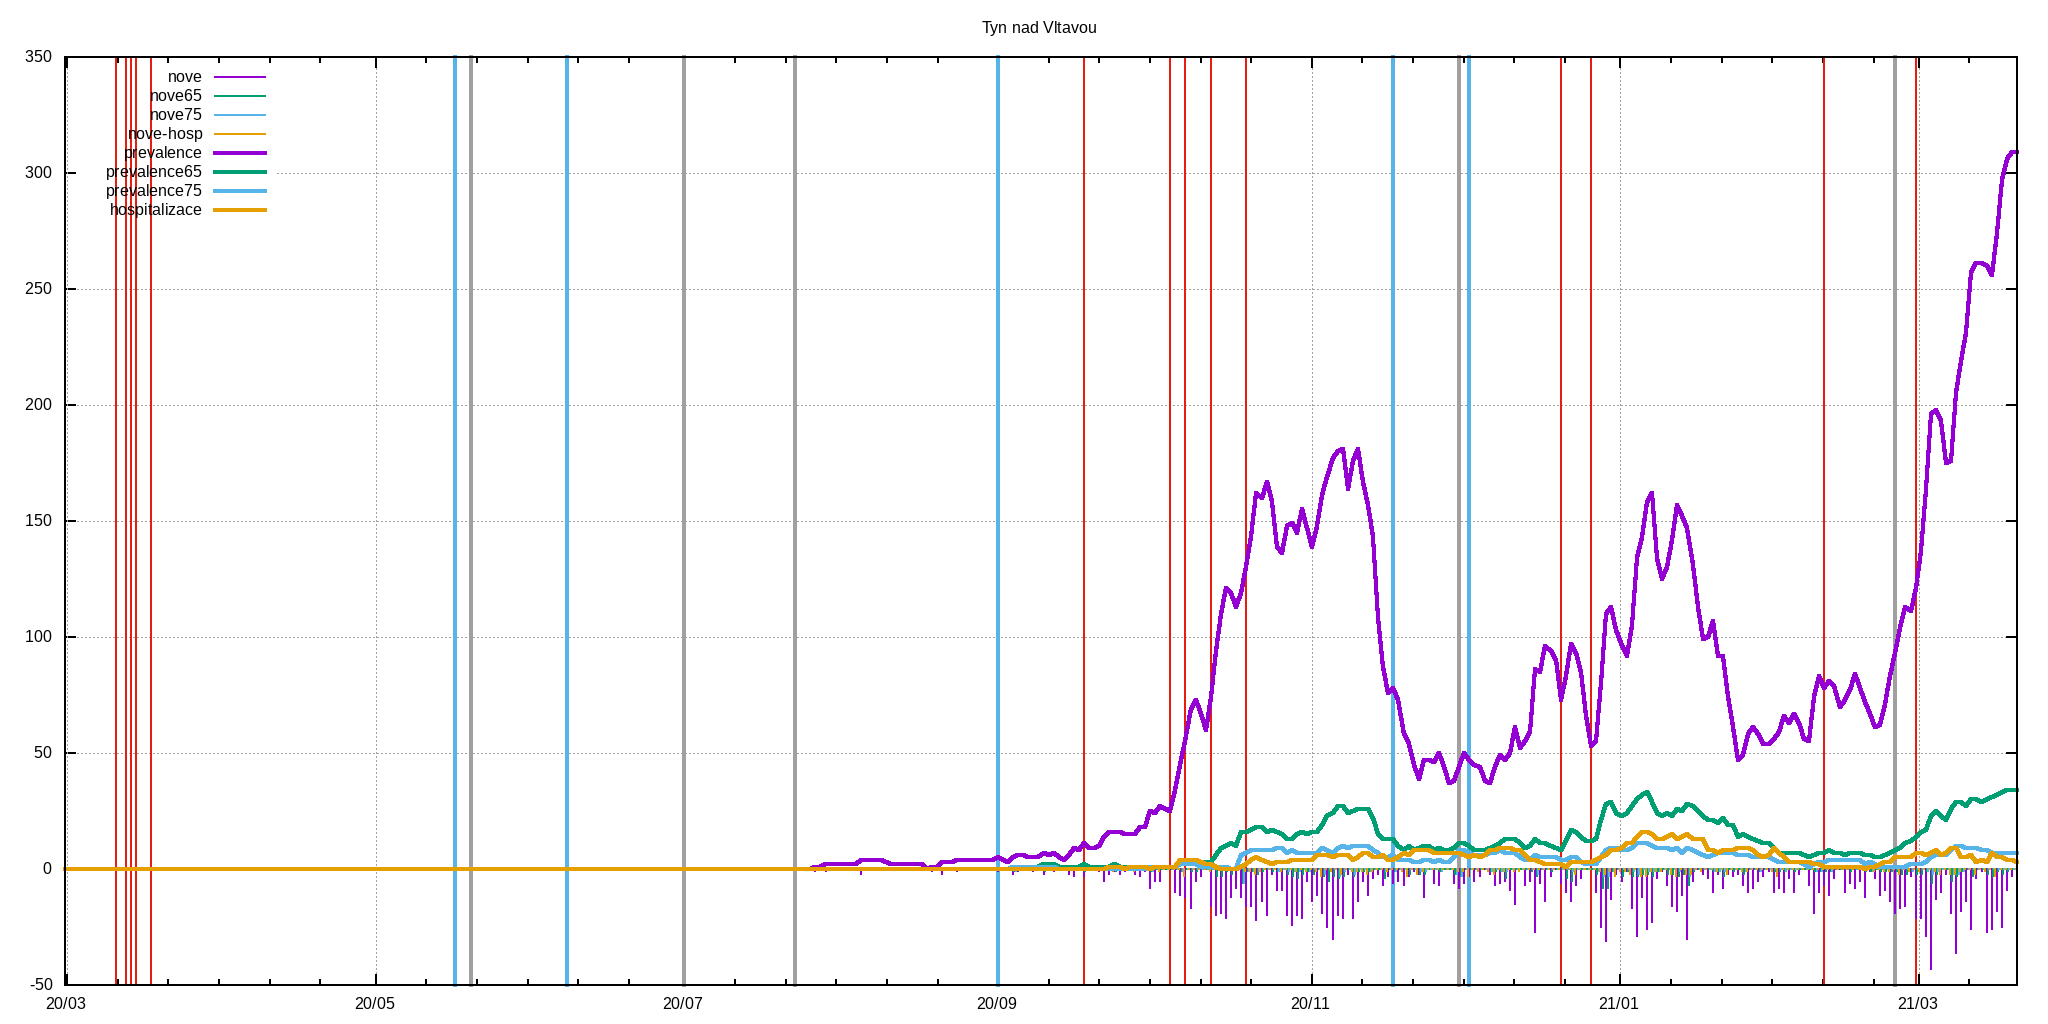 Tyn nad Vltavou
350
300
250
200
150
100
50
0
-50
nove
nove65
nove75
nove-hosp
prevalence
prevalence65
prevalence75
hospitalizace
20/03 20/05 20/07 20/09 20/11 21/01 21/03